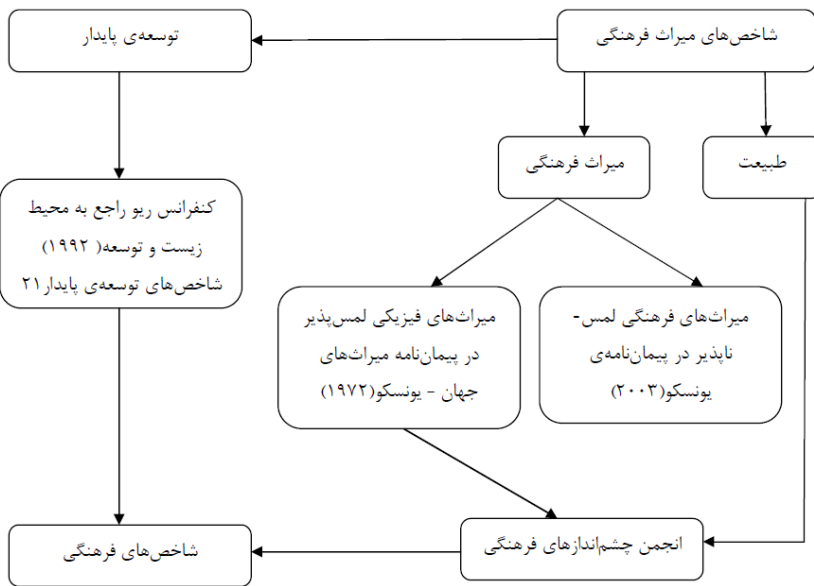 شاخص‌های میراث فرهنگی
توسعه‌ی پایدار
طبیعت
میراث فرهنگی
کنفرانس ریو راجع به محیط
زیست و توسعه( ۱۹۹۲)
شاخص‌های توسعه‌ی پایدار۲۱
میراث‌های فرهنگی لمس-
ناپذیر در پیمان‌نامه‌ی
یونسکو(۲۰۰۳)
میراث‌های فیزیکی لمس‌پذیر
در پیمان‌نامه میراث‌های
جهان - یونسکو(۱۹۷۲)
انجمن چشم‌اندازهای فرهنگی
شاخص‌های فرهنگی